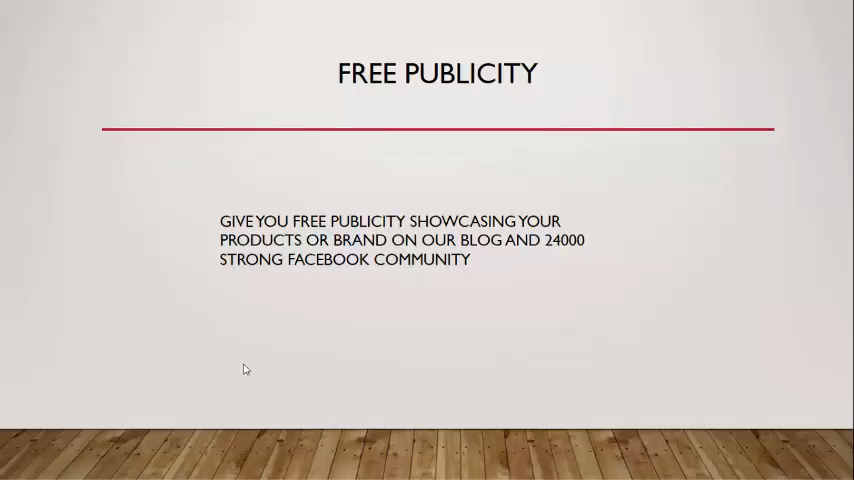 FREE PUBLICITY
GIVE YOU FREE PUBLICITY SHOWCASING YOUR
PRODUCTS OR BRAND ON OUR BLOG AND 24000
STRONG FACEBOOK COMMUNITY